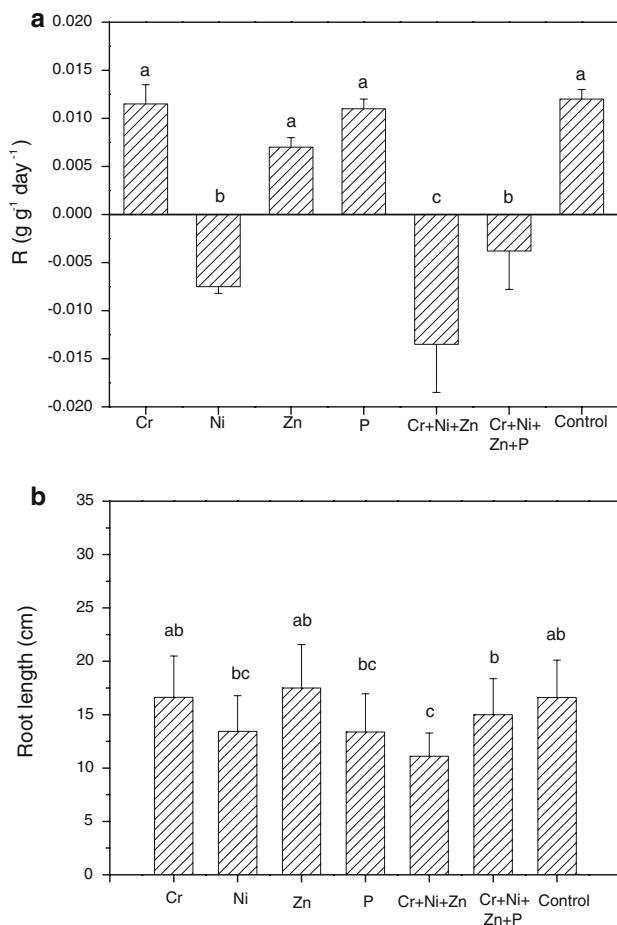 a
0.020
0.015
0.010
0.005
0.000
-0.005
-0.010
-0.015
-0.020
R (g g-1 day-1)
a
b
a
a
c
b
a
Cr
Ni
Zn
P
Cr+Ni+Zn
Cr+Ni+
Zn+P
Control
b
35
30
25
20
15
10
5
0
Root length (cm)
ab
bc
ab
bc
c
b
ab
Cr
Ni
Zn
P
Cr+Ni+Zn
Cr+Ni+
Zn+P
Control